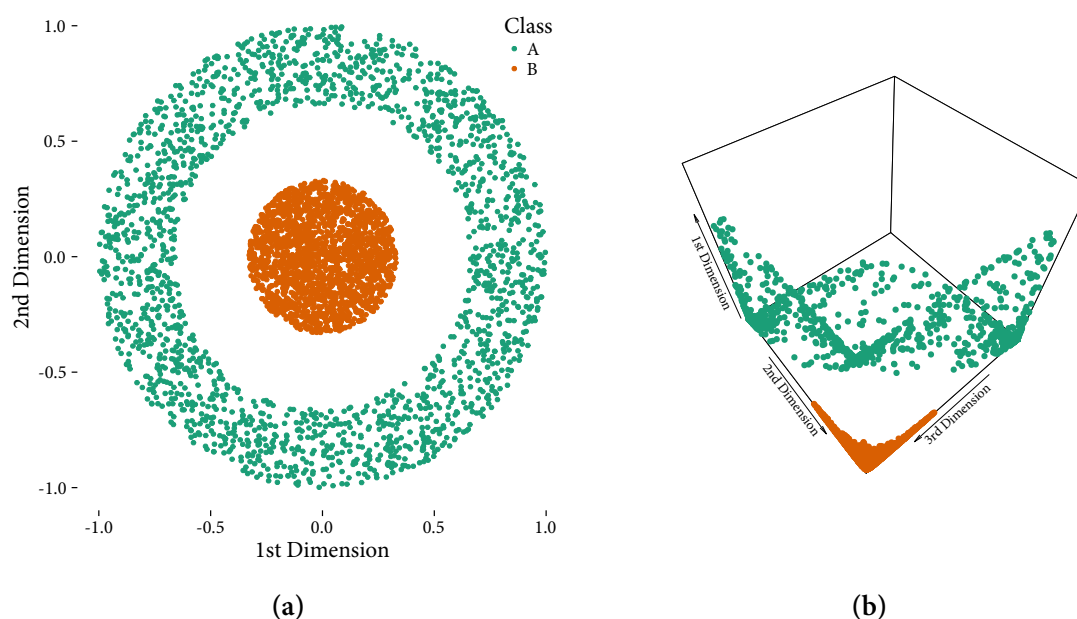 Class
A
B
1.0
0.5
0.0
-0.5
-1.0
2nd Dimension
-1.0 -0.5 0.0 0.5 1.0
1st Dimension
(a)
1st Dimension
2nd Dimension
3rd Dimension
(b)